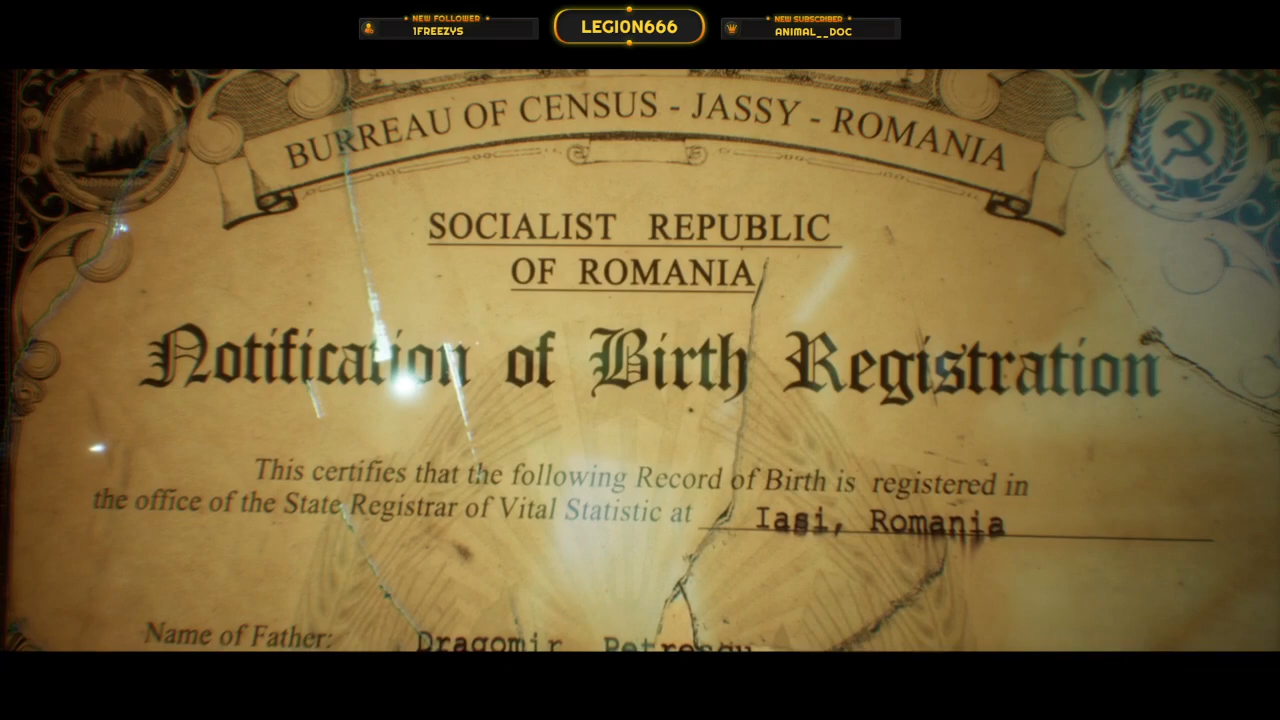 NEW FOLLOWER
1FREEZYS
LEGION666
NEW SUBSCRIBER
ANIMAL__DOC
BURREAU OF CENSUS - JASSY - ROMANIA
PCR
SOCIALIST REPUBLIC
OF ROMANIA
Notification of Birth Registration
This certifies that the following Record of Birth is registered in
the office of the State Registrar of Vital Statistic at Iasi, Romania
Name of Father: Dragomir Petrescu